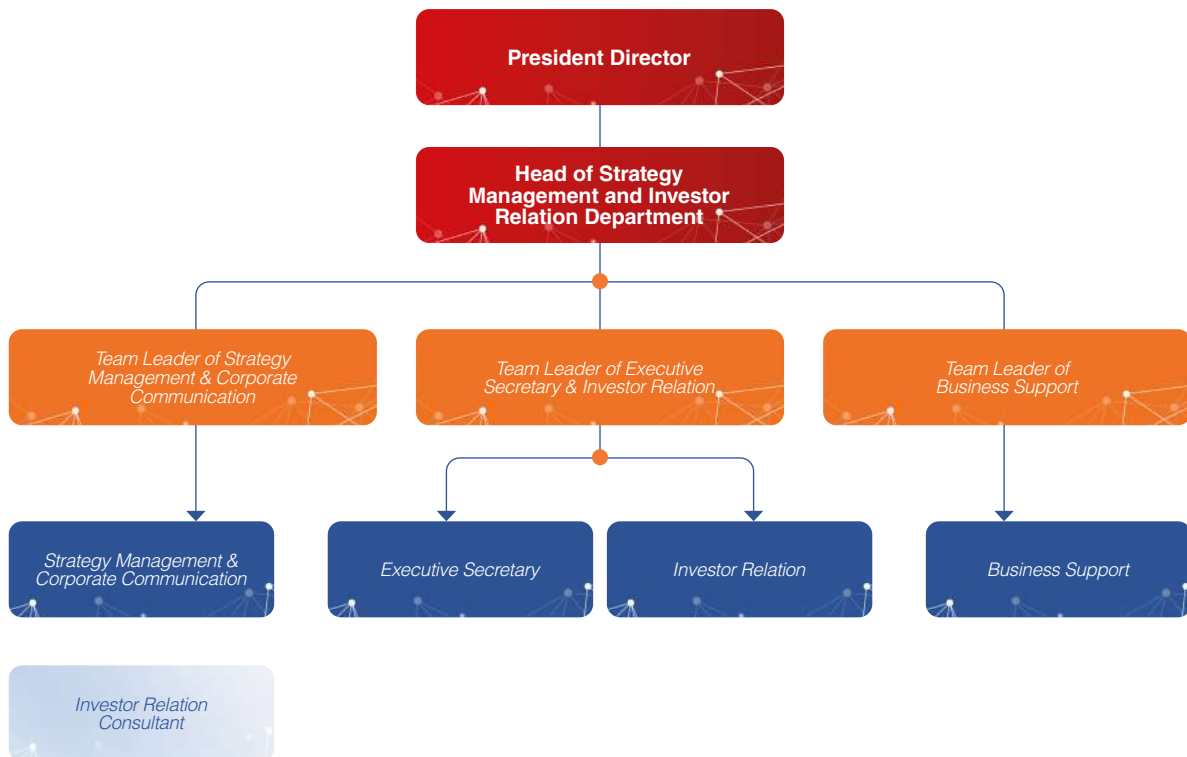 President Director
Head of Strategy
Management and Investor
Relation Department
Team Leader of Strategy
Management & Corporate
Communication
Team Leader of Executive
Secretary & Investor Relation
Team Leader of
Business Support
Strategy Management &
Corporate Communication
Executive Secretary
Investor Relation
Business Support
Investor Relation
Consultant